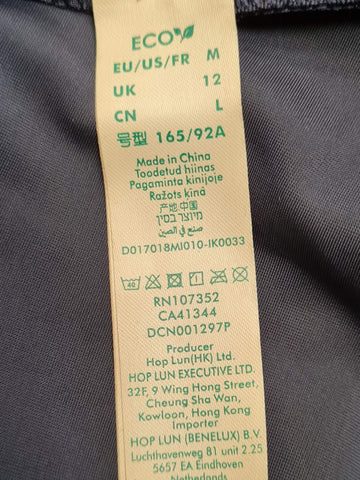 ECO
EU/US/FR M
UK 12
CN L
号型 165/92A
Made in China
Toodetud hiinas
Pagaminta kinijoje
Ražots kinā
产地:中国
מיוצר בסין
صنع في الصين
D017018MI010-IK0033
40
RN107352
CA41344
DCN001297P
Producer
Hop Lun(HK) Ltd.
HOP LUN EXECUTIVE LTD.
32F, 9 Wing Hong Street,
Cheung Sha Wan,
Kowloon, Hong Kong
Importer
HOP LUN (BENELUX) B.V.
Luchthavenweg 81 unit 2.25
5657 EA Eindhoven
Netherlands